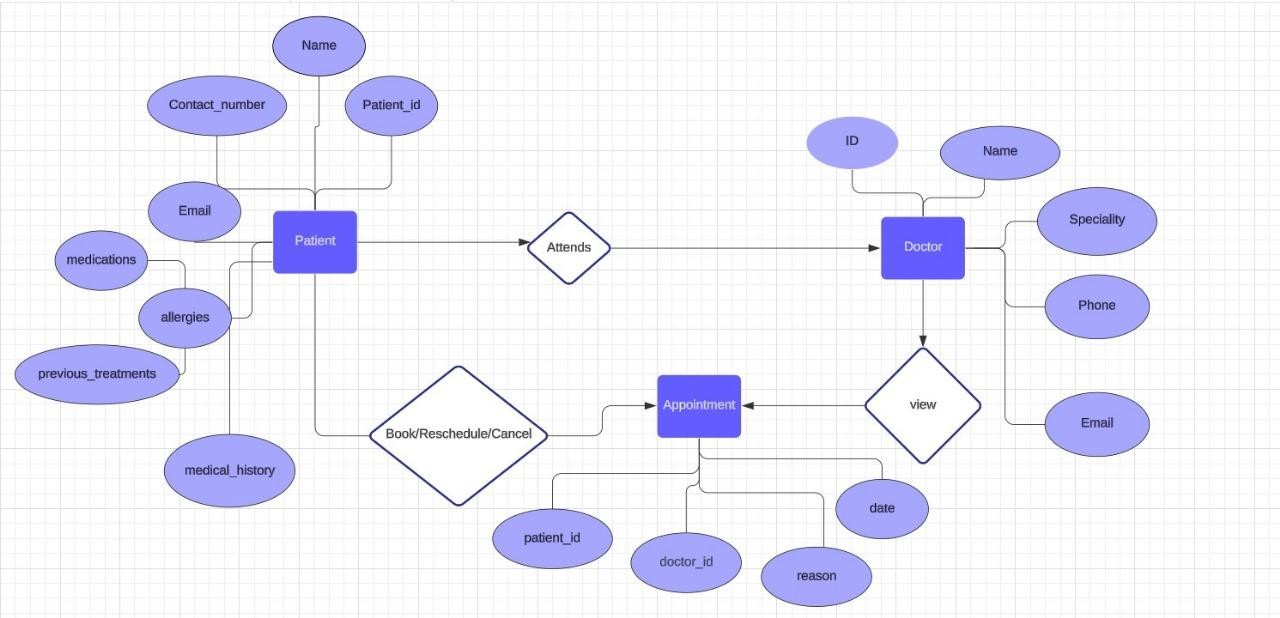 Name
Contact_number
Patient_id
ID
Name
Email
Patient
Attends
Doctor
Speciality
medications
allergies
Phone
previous_treatments
Book/Reschedule/Cancel
Appointment
view
Email
medical_history
patient_id
doctor_id
reason
date